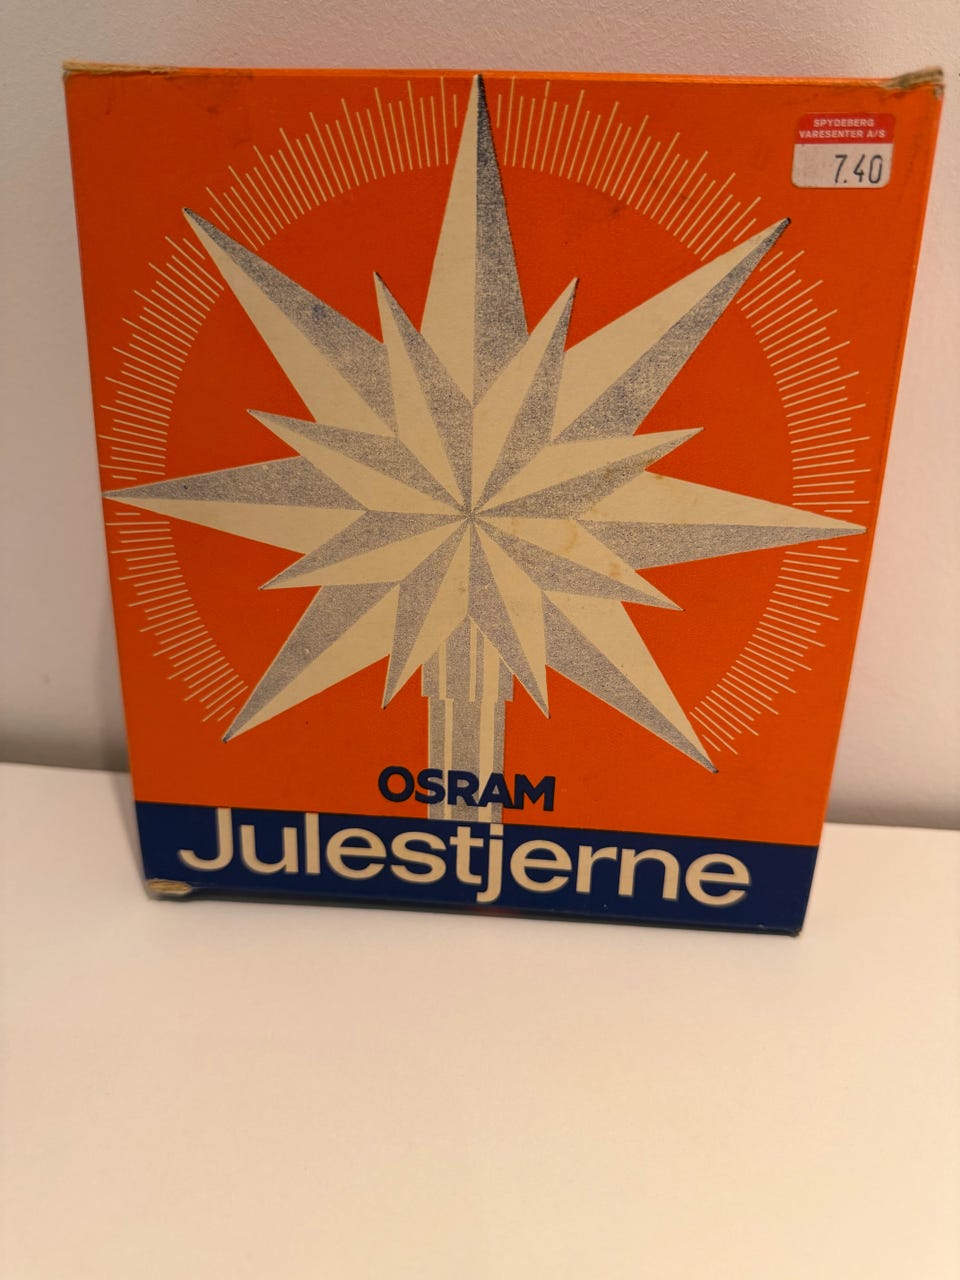 SPYDEBERG
VARESENTER A/S
7.40
OSRAM
Julestjerne